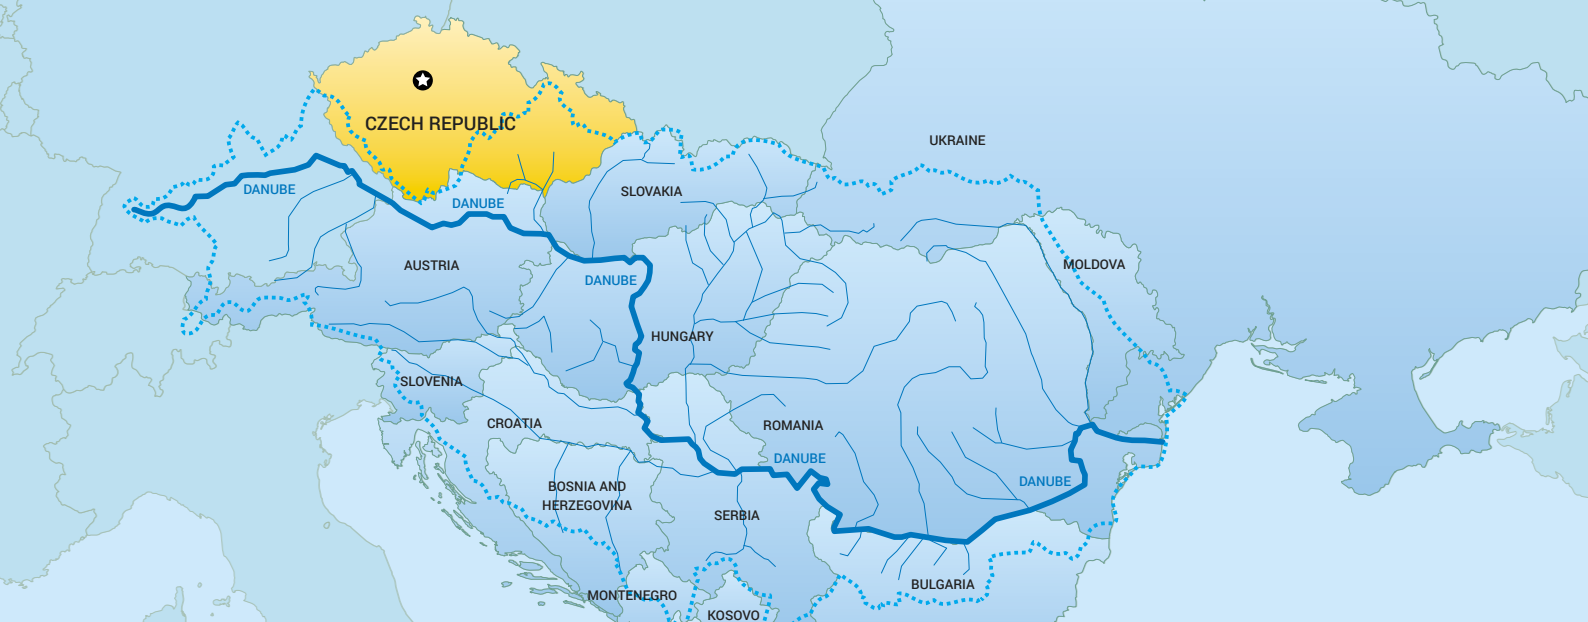 CZECH REPUBLIC
UKRAINE
DANUBE
SLOVAKIA
DANUBE
AUSTRIA
MOLDOVA
DANUBE
HUNGARY
SLOVENIA
CROATIA
ROMANIA
DANUBE
DANUBE
BOSNIA AND
HERZEGOVINA
SERBIA
BULGARIA
MONTENEGRO
KOSOVO